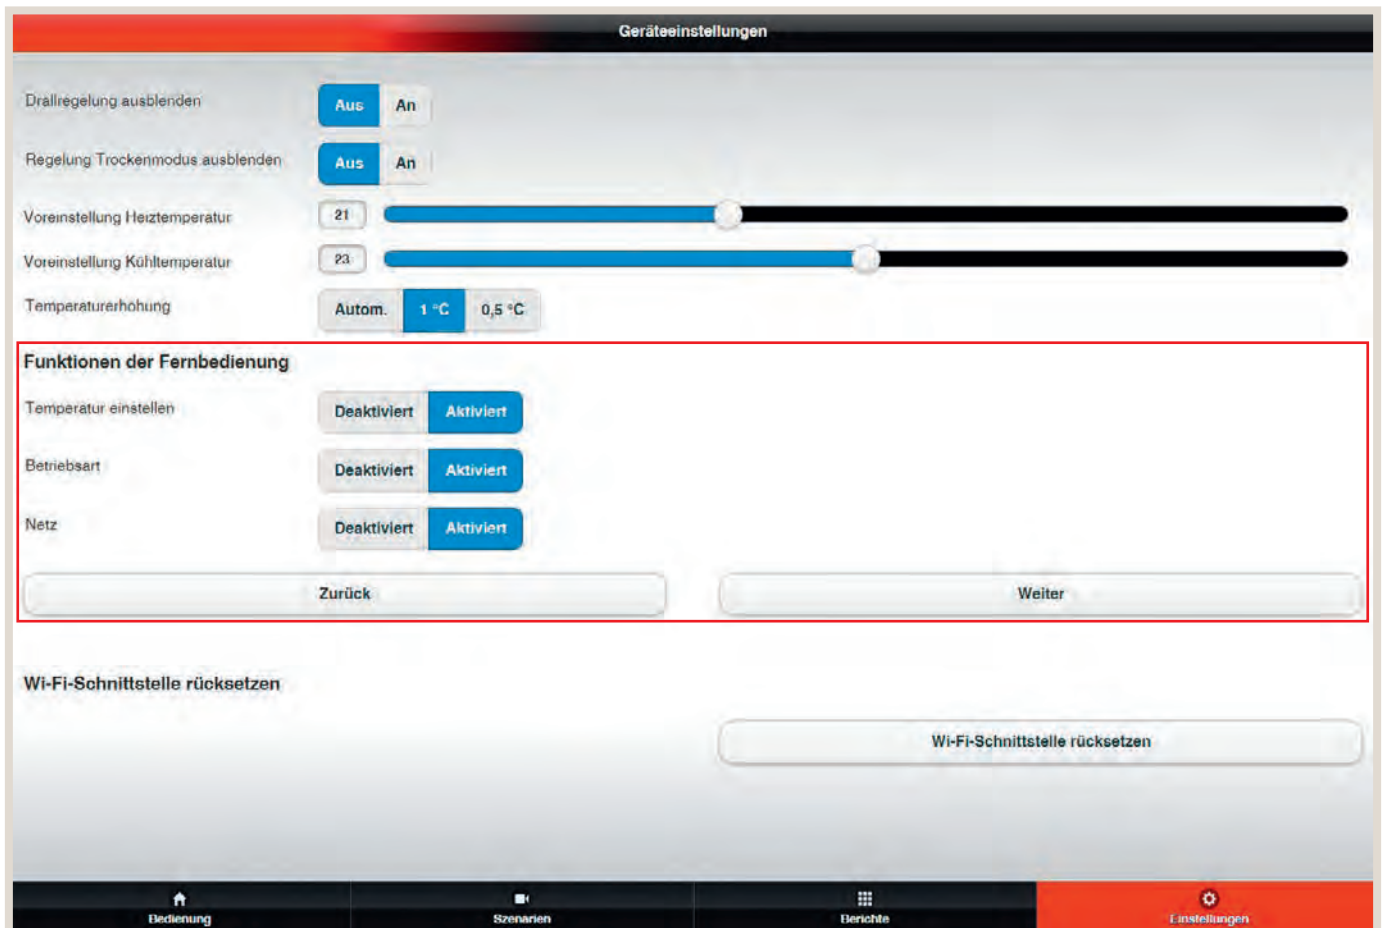 Geräteeinstellungen
Drallregelung ausblenden
Aus An
Regelung Trockenmodus ausblenden
Aus An
Voreinstellung Heiztemperatur
21
Voreinstellung Kühltemperatur
23
Temperaturerhöhung
Autom. 1 °C 0,5 °C
Funktionen der Fernbedienung
Temperatur einstellen
Deaktiviert Aktiviert
Betriebsart
Deaktiviert Aktiviert
Netz
Deaktiviert Aktiviert
Zurück Weiter
Wi-Fi-Schnittstelle rücksetzen
Wi-Fi-Schnittstelle rücksetzen
Bedienung Szenarien Berichte Einstellungen